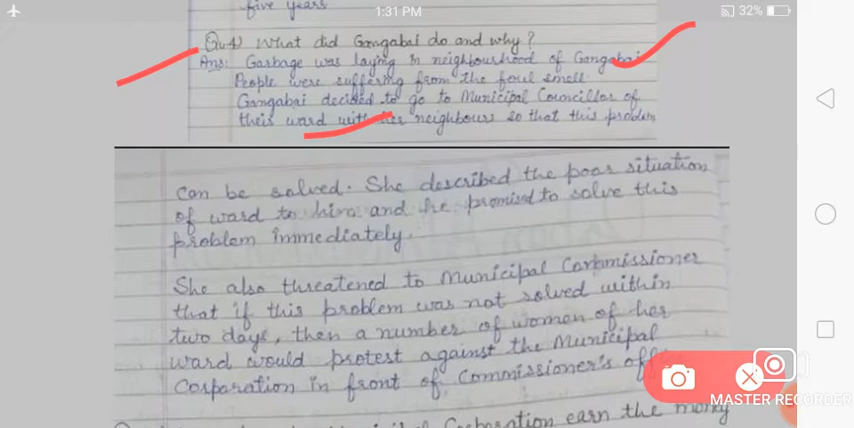 five years
1:31 PM
32%
Qu4) What did Gangabai do and why?
Ans: Garbage was laying in neighbourhood of Gangabai
People were suffering from the foul smell
Gangabai decided to go to Municipal Councillor of
their ward with her neighbours so that this problem
can be solved. She described the poor situation
of ward to him and he promised to solve this
problem immediately.
She also threatened to Municipal Commissioner
that if this problem was not solved within
two days, then a number of women of her
ward would protest against the Municipal
Corporation in front of Commissioner's office
MASTER RECORDER
Corporation earn the money